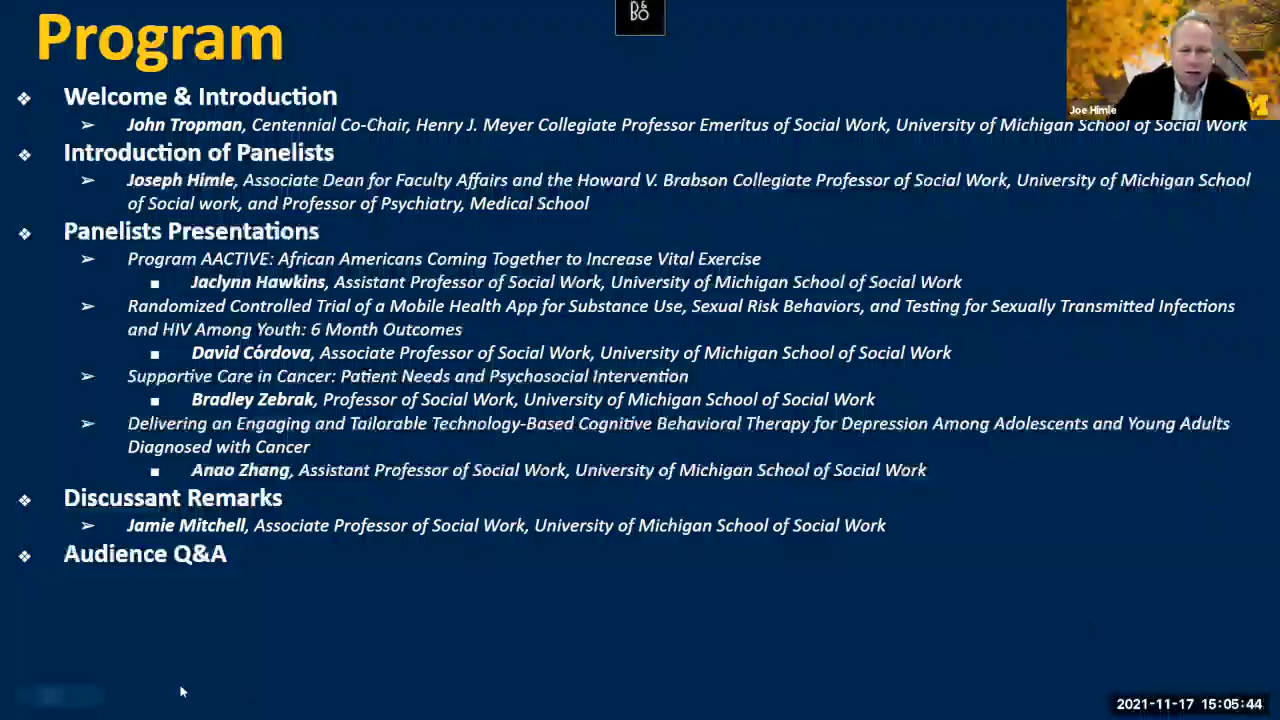 Program
Welcome & Introduction
John Tropman, Centennial Co-Chair, Henry J. Meyer Collegiate Professor Emeritus of Social Work, University of Michigan School of Social Work
Introduction of Panelists
Joseph Himle, Associate Dean for Faculty Affairs and the Howard V. Brabson Collegiate Professor of Social Work, University of Michigan School
of Social work, and Professor of Psychiatry, Medical School
Panelists Presentations
Program AACTIVE: African Americans Coming Together to Increase Vital Exercise
Jaclynn Hawkins, Assistant Professor of Social Work, University of Michigan School of Social Work
Randomized Controlled Trial of a Mobile Health App for Substance Use, Sexual Risk Behaviors, and Testing for Sexually Transmitted Infections
and HIV Among Youth: 6 Month Outcomes
David Córdova, Associate Professor of Social Work, University of Michigan School of Social Work
Supportive Care in Cancer: Patient Needs and Psychosocial Intervention
Bradley Zebrak, Professor of Social Work, University of Michigan School of Social Work
Delivering an Engaging and Tailorable Technology-Based Cognitive Behavioral Therapy for Depression Among Adolescents and Young Adults
Diagnosed with Cancer
Anao Zhang, Assistant Professor of Social Work, University of Michigan School of Social Work
Discussant Remarks
Jamie Mitchell, Associate Professor of Social Work, University of Michigan School of Social Work
Audience Q&A
Joe Himle
M
2021-11-17 15:05:44